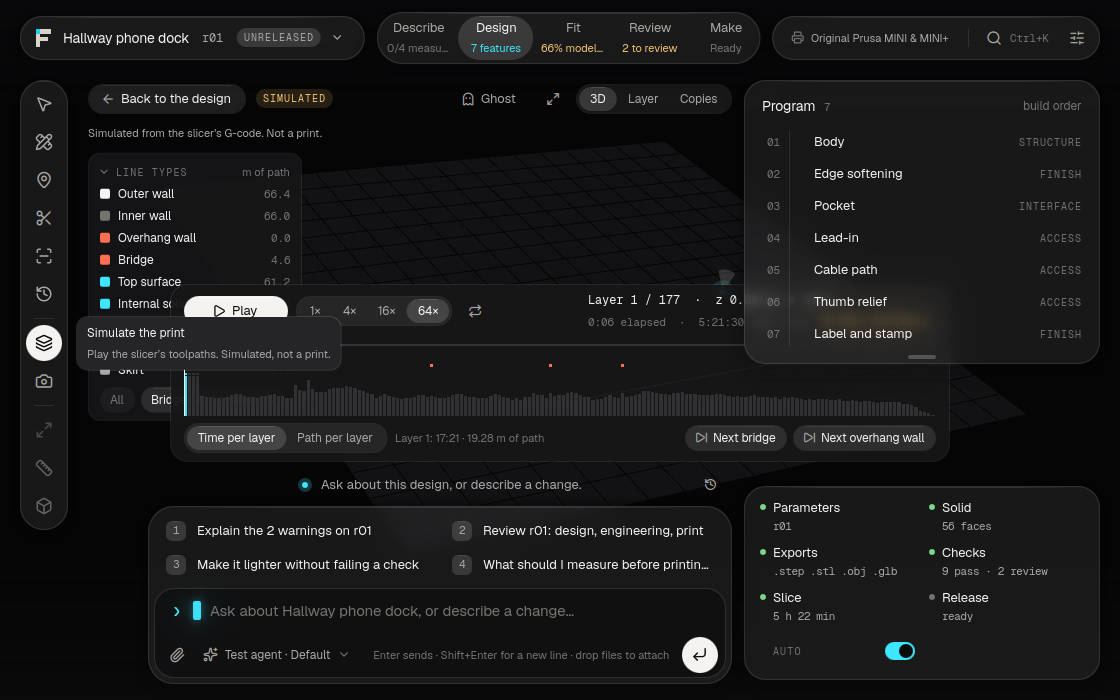 Hallway phone dock r01 UNRELEASED
Describe
0/4 measu…
Design
7 features
Fit
66% model…
Review
2 to review
Make
Ready
Original Prusa MINI & MINI+
Ctrl+K
Back to the design
SIMULATED
Ghost
3D
Layer
Copies
Simulated from the slicer's G-code. Not a print.
LINE TYPES m of path
Outer wall 66.4
Inner wall 66.0
Overhang wall 0.0
Bridge 4.6
Top surface 61.2
Internal so
Skirt
All
Brid
Simulate the print
Play the slicer's toolpaths. Simulated, not a print.
Play
1×
4×
16×
64×
Layer 1 / 177 · z 0.
0:06 elapsed · 5:21:30
Time per layer
Path per layer
Layer 1: 17:21 · 19.28 m of path
Next bridge
Next overhang wall
Program 7 build order
01 Body STRUCTURE
02 Edge softening FINISH
03 Pocket INTERFACE
04 Lead-in ACCESS
05 Cable path ACCESS
06 Thumb relief ACCESS
07 Label and stamp FINISH
Ask about this design, or describe a change.
1 Explain the 2 warnings on r01
2 Review r01: design, engineering, print
3 Make it lighter without failing a check
4 What should I measure before printin…
Ask about Hallway phone dock, or describe a change…
Test agent · Default
Enter sends · Shift+Enter for a new line · drop files to attach
Parameters
r01
Solid
56 faces
Exports
.step .stl .obj .glb
Checks
9 pass · 2 review
Slice
5 h 22 min
Release
ready
AUTO